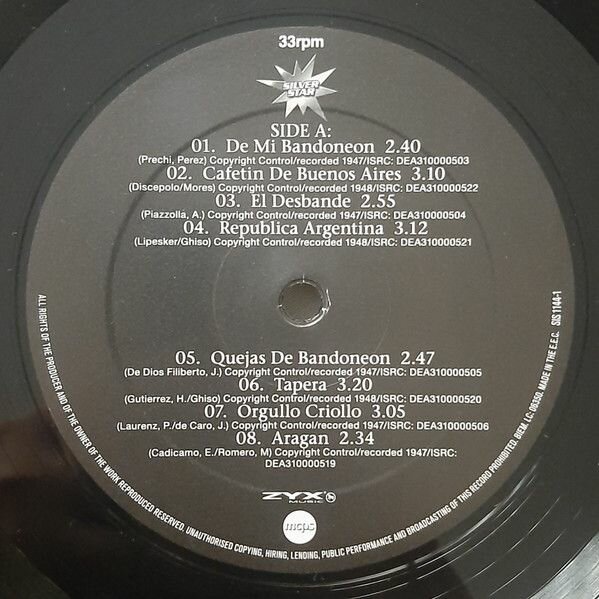 33rpm
SILVER
STAR
SIDE A:
01. De Mi Bandoneon 2.40
(Prechi, Perez) Copyright Control/recorded 1947/ISRC: DEA310000503
02. Cafetin De Buenos Aires 3.10
(Discepolo/Mores) Copyright Control/recorded 1948/ISRC: DEA310000522
03. El Desbande 2.55
(Piazzolla, A.) Copyright Control/recorded 1947/ISRC: DEA310000504
04. Republica Argentina 3.12
(Lipesker/Ghiso) Copyright Control/recorded 1948/ISRC: DEA310000521
05. Quejas De Bandoneon 2.47
(De Dios Filiberto, J.) Copyright Control/recorded 1947/ISRC: DEA310000505
06. Tapera 3.20
(Gutierrez, H./Ghiso) Copyright Control/recorded 1948/ISRC: DEA310000520
07. Orgullo Criollo 3.05
(Laurenz, P./de Caro, J.) Copyright Control/recorded 1947/ISRC: DEA310000506
08. Aragan 2.34
(Cadicamo, E./Romero, M) Copyright Control/recorded 1947/ISRC:
DEA310000519
ZYX
MUSIC
mcps
ALL RIGHTS OF THE PRODUCER AND OF THE OWNER OF THE WORK REPRODUCED RESERVED. UNAUTHORISED COPYING, HIRING, LENDING, PUBLIC PERFORMANCE AND BROADCASTING OF THIS RECORD PROHIBITED. BIEM. LC. 06350. MADE IN THE E.E.C. SIS 1144-1